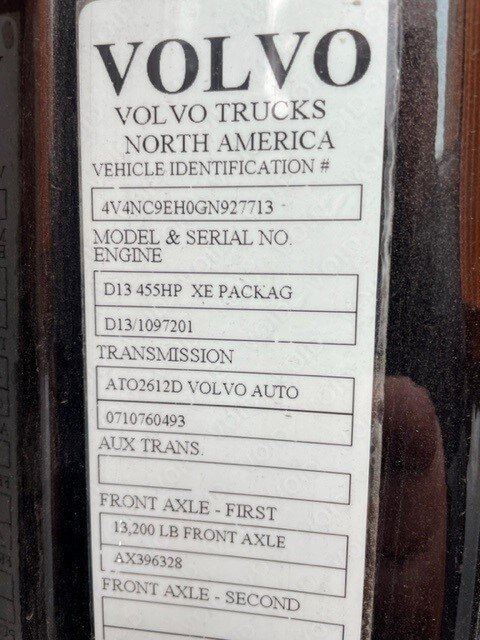 VOLVO
VOLVO TRUCKS
NORTH AMERICA
VEHICLE IDENTIFICATION #
4V4NC9EH0GN927713
MODEL & SERIAL NO.
ENGINE
D13 455HP XE PACKAG
D13/1097201
TRANSMISSION
ATO2612D VOLVO AUTO
0710760493
AUX TRANS.
FRONT AXLE - FIRST
13,200 LB FRONT AXLE
AX396328
FRONT AXLE - SECOND